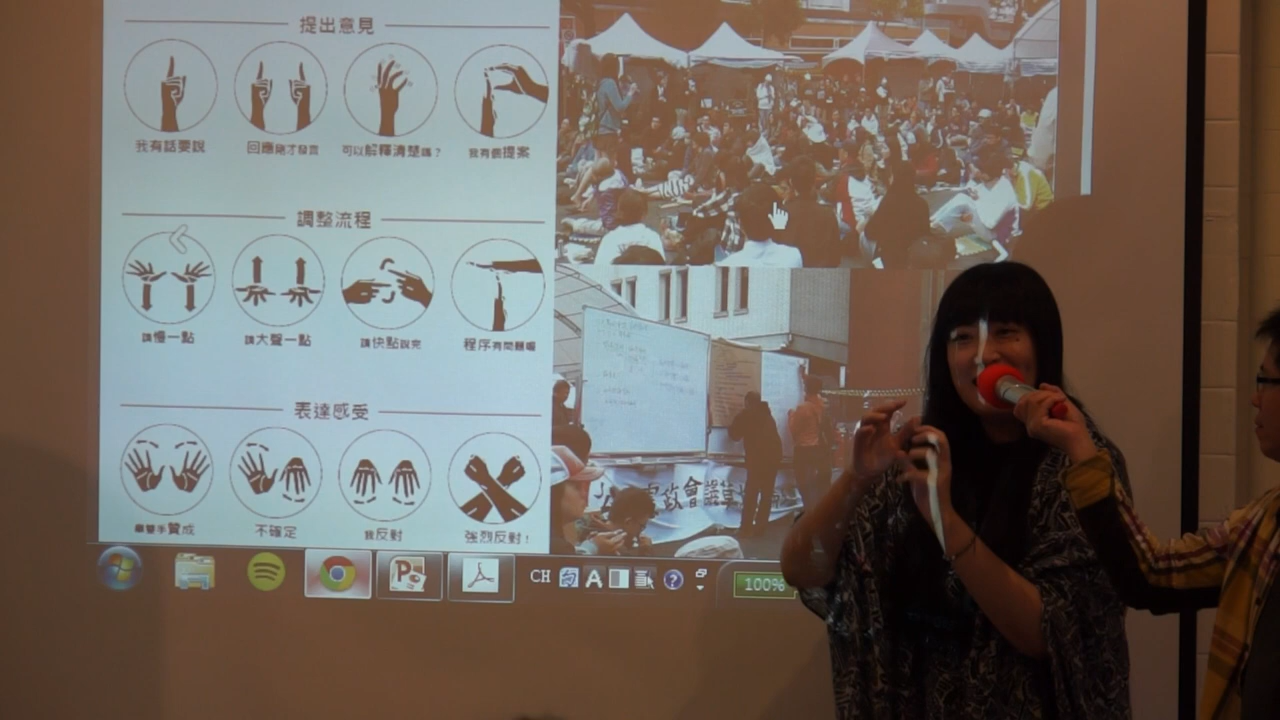 提出意見
我有話要說
回應剛才發言
可以解釋清楚嗎?
我有個提案
調整流程
請慢一點
請大聲一點
請快點說完
程序有問題喔
表達感受
舉雙手贊成
不確定
我反對
強烈反對!
CH
100%